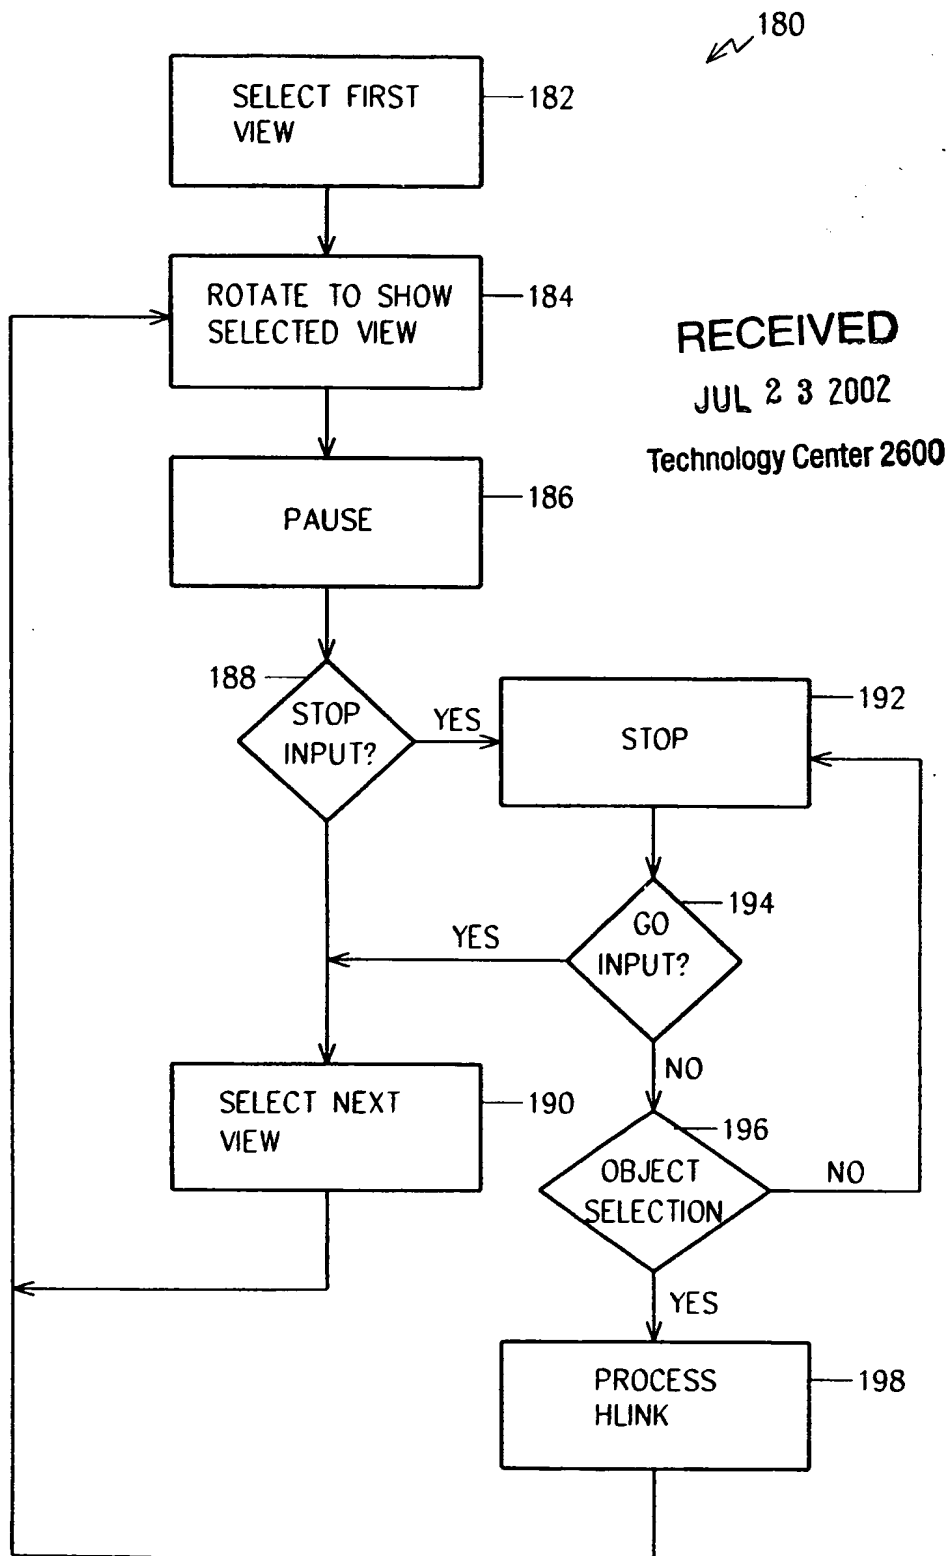 180
SELECT FIRST
VIEW
182
ROTATE TO SHOW
SELECTED VIEW
184
RECEIVED
JUL 23 2002
Technology Center 2600
PAUSE
186
188
STOP
INPUT?
YES
STOP
192
GO
INPUT?
194
YES
NO
SELECT NEXT
VIEW
190
196
OBJECT
SELECTION
NO
YES
PROCESS
HLINK
198